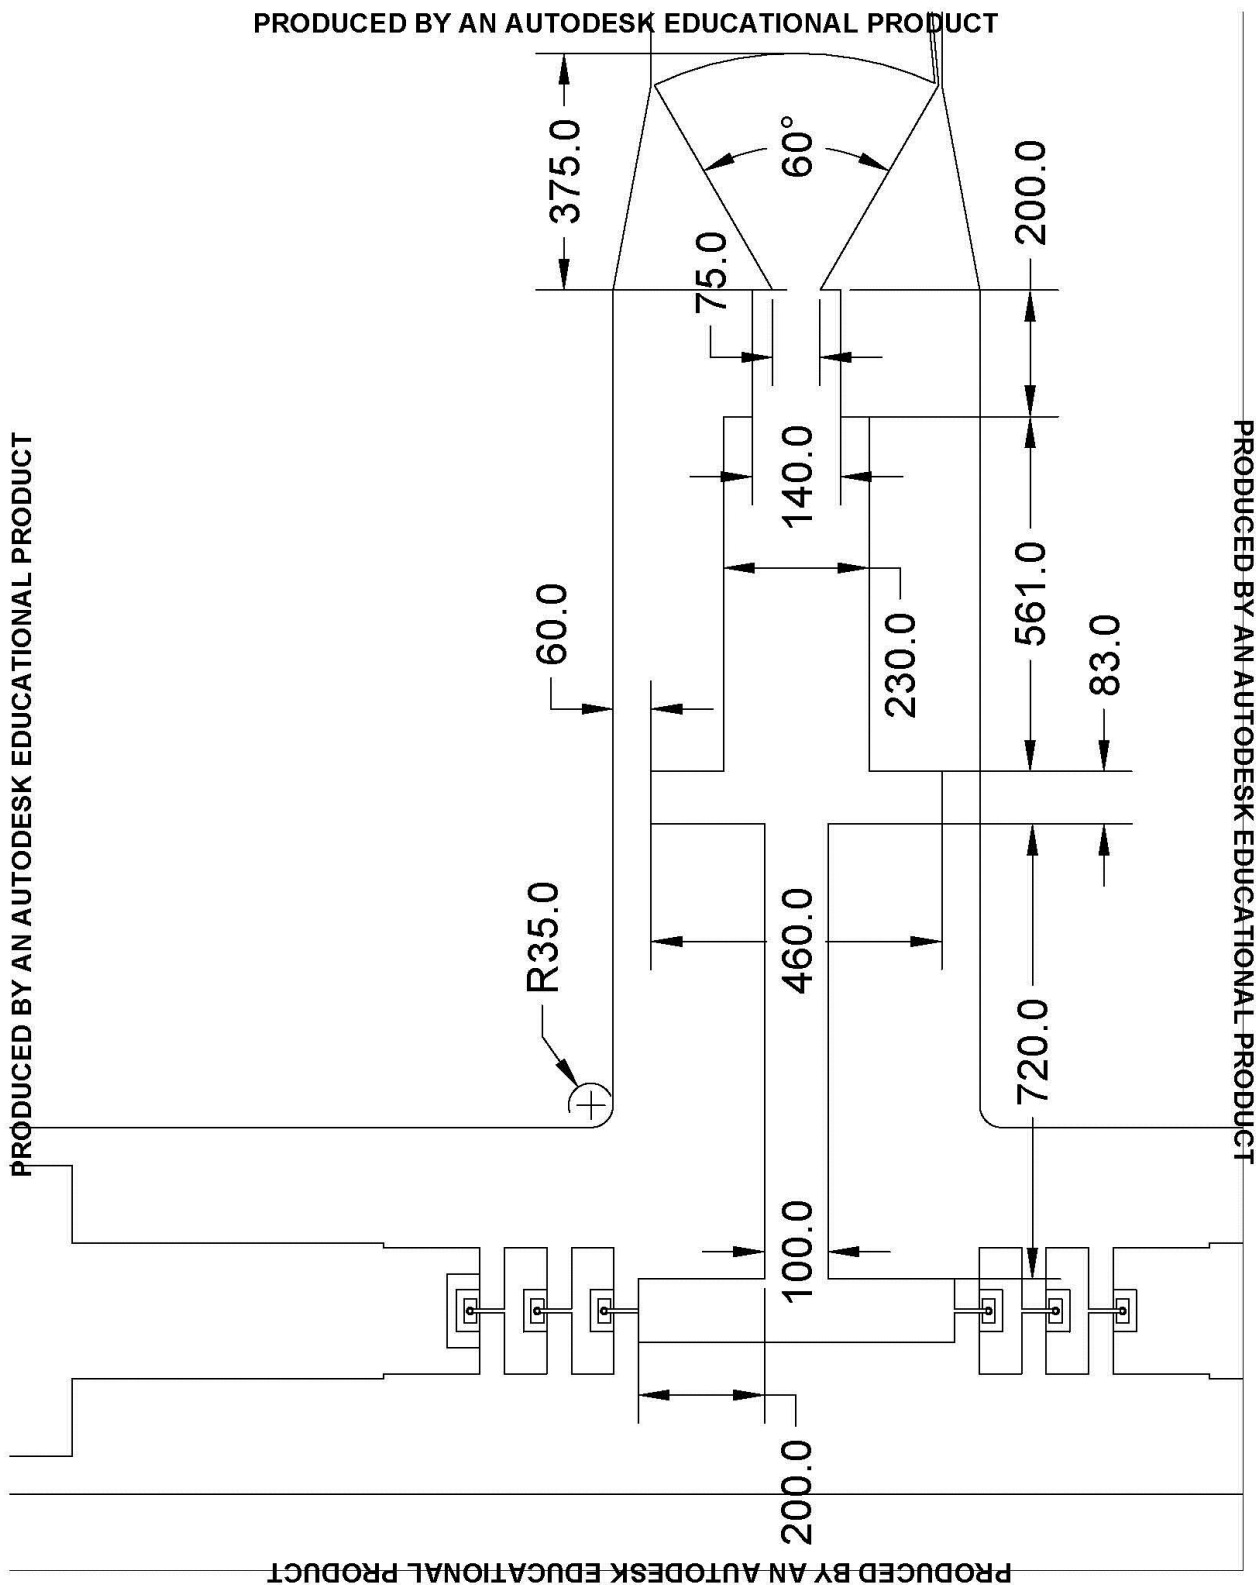 PRODUCED BY AN AUTODESK EDUCATIONAL PRODUCT
375.0
60°
200.0
75.0
140.0
561.0
60.0
230.0
83.0
R35.0
460.0
720.0
100.0
200.0
PRODUCED BY AN AUTODESK EDUCATIONAL PRODUCT
PRODUCED BY AN AUTODESK EDUCATIONAL PRODUCT
PRODUCED BY AN AUTODESK EDUCATIONAL PRODUCT